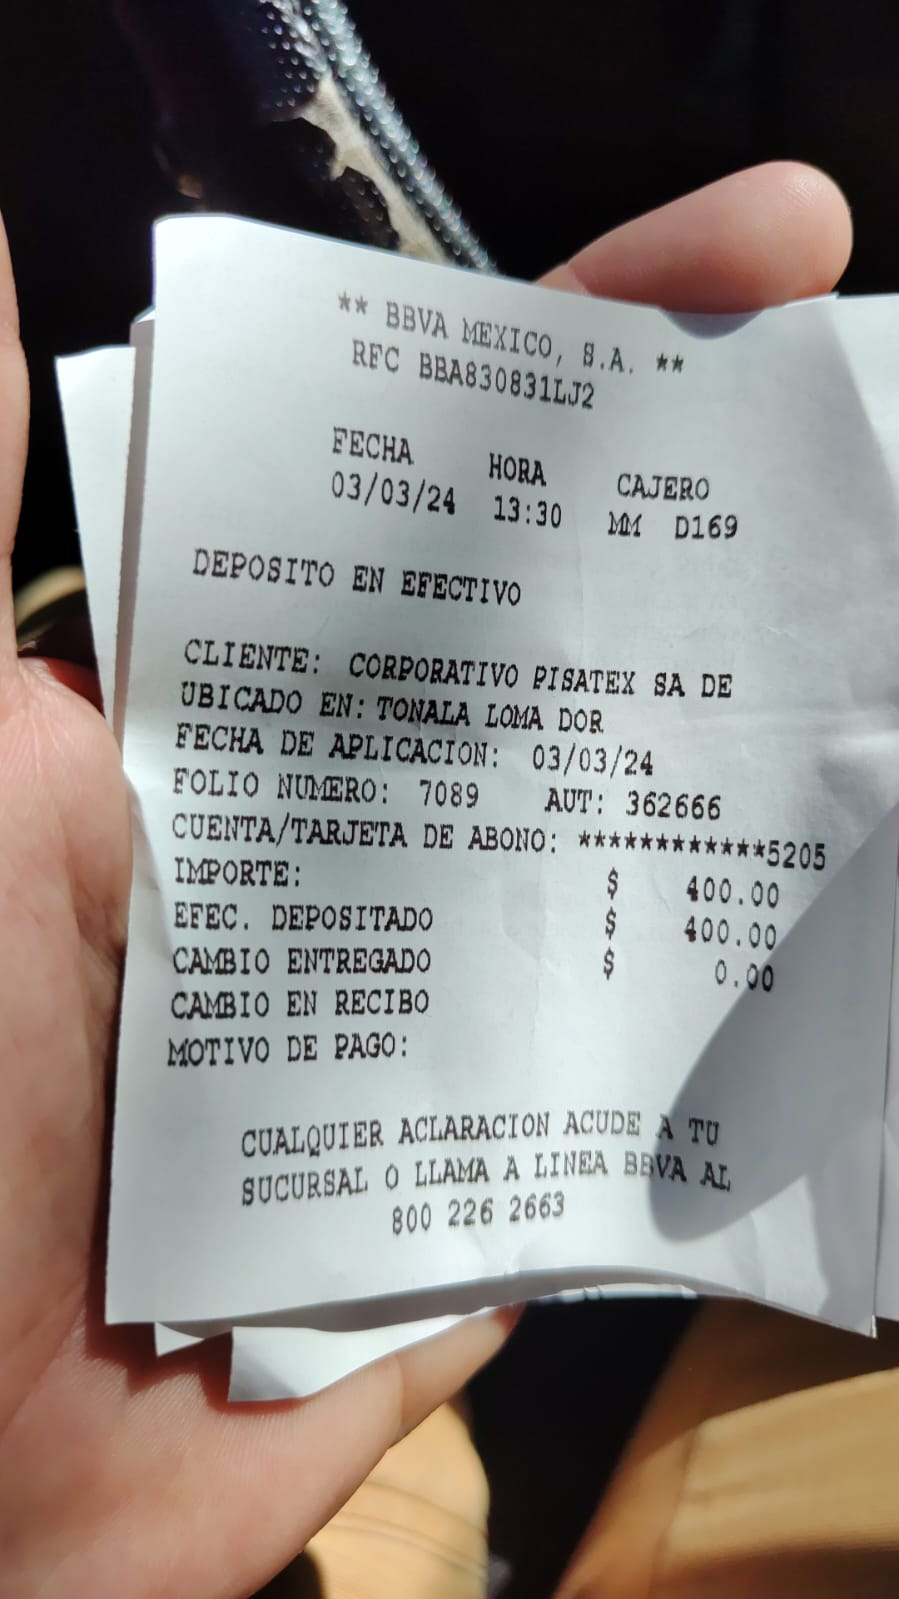 ** BBVA MEXICO, S.A. **
RFC BBA830831LJ2
FECHA HORA CAJERO
03/03/24 13:30 MM D169
DEPOSITO EN EFECTIVO
CLIENTE: CORPORATIVO PISATEX SA DE
UBICADO EN: TONALA LOMA DOR
FECHA DE APLICACION: 03/03/24
FOLIO NUMERO: 7089 AUT: 362666
CUENTA/TARJETA DE ABONO: ************5205
IMPORTE: $ 400.00
EFEC. DEPOSITADO $ 400.00
CAMBIO ENTREGADO $ 0.00
CAMBIO EN RECIBO
MOTIVO DE PAGO:
CUALQUIER ACLARACION ACUDE A TU
SUCURSAL O LLAMA A LINEA BBVA AL
800 226 2663